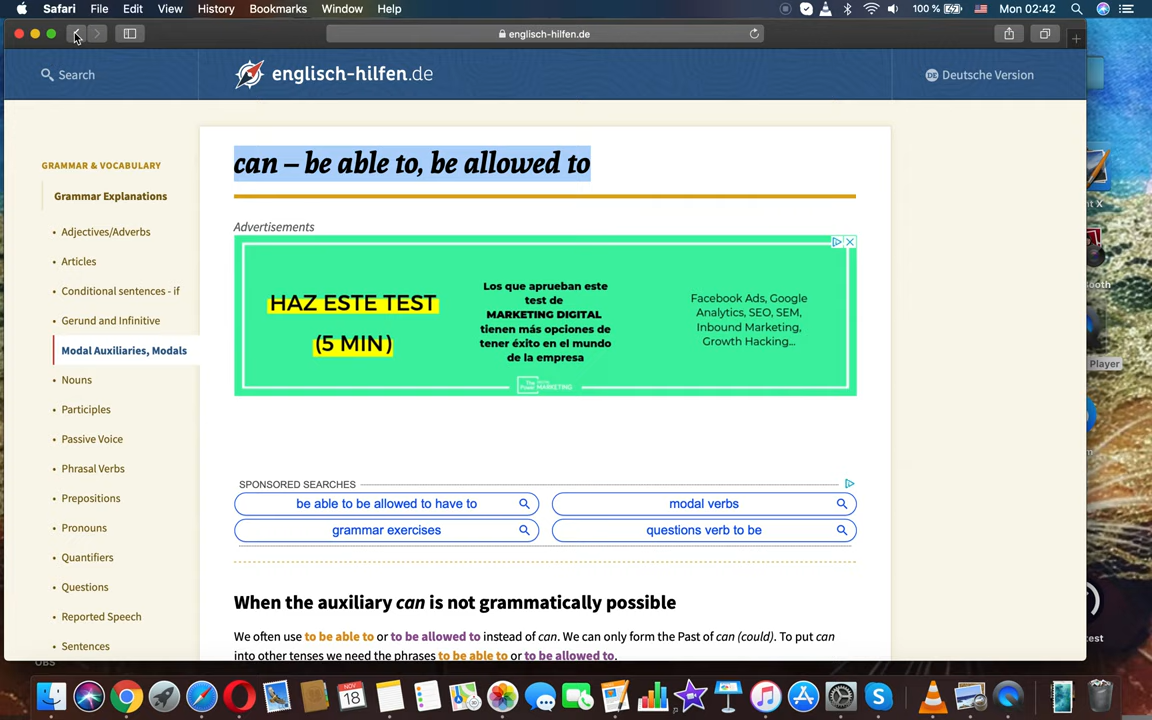 Safari File Edit View History Bookmarks Window Help 100 % Mon 02:42
englisch-hilfen.de
Search
englisch-hilfen.de
DE Deutsche Version
GRAMMAR & VOCABULARY
Grammar Explanations
• Adjectives/Adverbs
• Articles
• Conditional sentences - if
• Gerund and Infinitive
Modal Auxiliaries, Modals
• Nouns
• Participles
• Passive Voice
• Phrasal Verbs
• Prepositions
• Pronouns
• Quantifiers
• Questions
• Reported Speech
• Sentences
can – be able to, be allowed to
Advertisements
HAZ ESTE TEST
(5 MIN)
Los que aprueban este
test de
MARKETING DIGITAL
tienen más opciones de
tener éxito en el mundo
de la empresa
Facebook Ads, Google
Analytics, SEO, SEM,
Inbound Marketing,
Growth Hacking...
SPONSORED SEARCHES
be able to be allowed to have to
modal verbs
grammar exercises
questions verb to be
When the auxiliary can is not grammatically possible
We often use to be able to or to be allowed to instead of can. We can only form the Past of can (could). To put can
into other tenses we need the phrases to be able to or to be allowed to.
Player
OBS
NOV
18